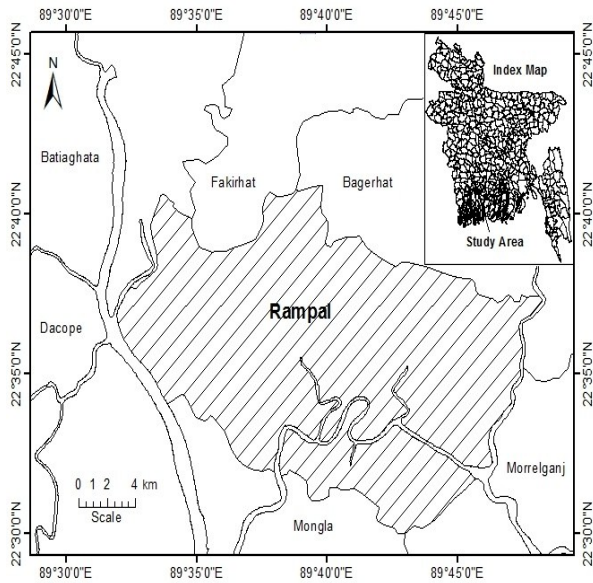 89°30'0"E 89°35'0"E 89°40'0"E 89°45'0"E
22°45'0"N
22°45'0"N
N
Index Map
Batiaghata
Fakirhat
Bagerhat
22°40'0"N
22°40'0"N
Study Area
Rampal
Dacope
22°35'0"N
22°35'0"N
Morrelganj
0 1 2 4 km
Scale
Mongla
22°30'0"N
22°30'0"N
89°30'0"E 89°35'0"E 89°40'0"E 89°45'0"E